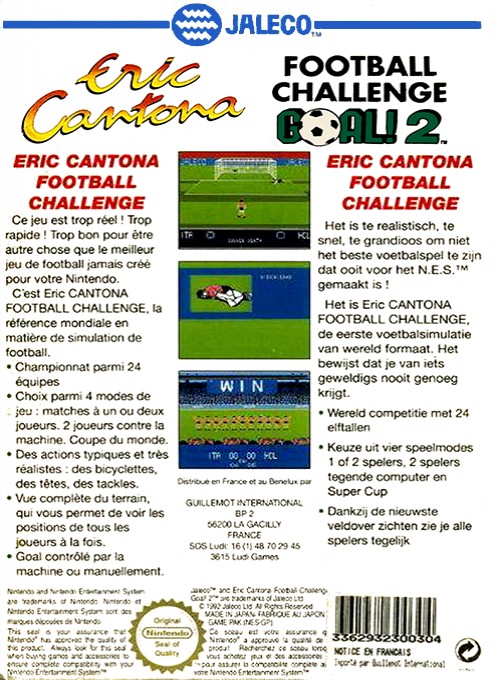 JALECO™
Eric
Cantona
FOOTBALL
CHALLENGE
GOAL! 2™
ERIC CANTONA
FOOTBALL
CHALLENGE
Ce jeu est trop réel ! Trop
rapide ! Trop bon pour être
autre chose que le meilleur
jeu de football jamais créé
pour votre Nintendo.
C'est Eric CANTONA
FOOTBALL CHALLENGE, la
référence mondiale en
matière de simulation de
football.
• Championnat parmi 24
équipes
• Choix parmi 4 modes de
jeu : matches à un ou deux
joueurs. 2 joueurs contre la
machine. Coupe du monde.
• Des actions typiques et très
réalistes : des bicyclettes,
des têtes, des tackles.
• Vue complète du terrain,
qui vous permet de voir les
positions de tous les
joueurs à la fois.
• Goal contrôlé par la
machine ou manuellement.
JALECO
ITA
HOL
SUDDEN DEATH
WIN
ITA 00 00 HOL
Distribué en France et au Benelux par
GUILLEMOT INTERNATIONAL
BP 2
56200 LA GACILLY
FRANCE
SOS Ludi: 16 (1) 48 70 29 45
3615 Ludi Games
ERIC CANTONA
FOOTBALL
CHALLENGE
Het is te realistisch, te
snel, te grandioos om niet
het beste voetbalspel te zijn
dat ooit voor het N.E.S.™
gemaakt is !
Het is Eric CANTONA
FOOTBALL CHALLENGE,
de eerste voetbalsimulatie
van wereld formaat. Het
bewijst dat je van iets
geweldigs nooit genoeg
krijgt.
• Wereld competitie met 24
elftallen
• Keuze uit vier speelmodes
1 of 2 spelers, 2 spelers
tegende computer en
Super Cup
• Dankzij de nieuwste
veldover zichten zie je alle
spelers tegelijk
Nintendo and Nintendo Entertainment System
are trademarks of Nintendo. Nintendo et
Nintendo Entertainment System sont des
marques déposées de Nintendo.
This seal is your assurance that
Nintendo® has approved the quality of
this product. Always look for this seal
when buying games and accessories to
ensure complete compatibility with your
Nintendo Entertainment System.
Original
Nintendo
Seal of
Quality
Jaleco™ and Eric Cantona Football Challenge
Goal! 2™ are trademarks of Jaleco Ltd.
© 1992 Jaleco Ltd. All Rights Reserved.
MADE IN JAPAN. FABRIQUE AU JAPON
GAME PAK (NES-GP)
Ce sceau est votre assurance q
Nintendo® a approuvé la qualité de
produit. Recherchez ce sceau lorsq
vous achetez jeux et des accessoires
pour assurer la compatibilité complète a
votre Nintendo Entertainment System.
3362932300304
NOTICE EN FRANCAIS
Importé par Guillemot International